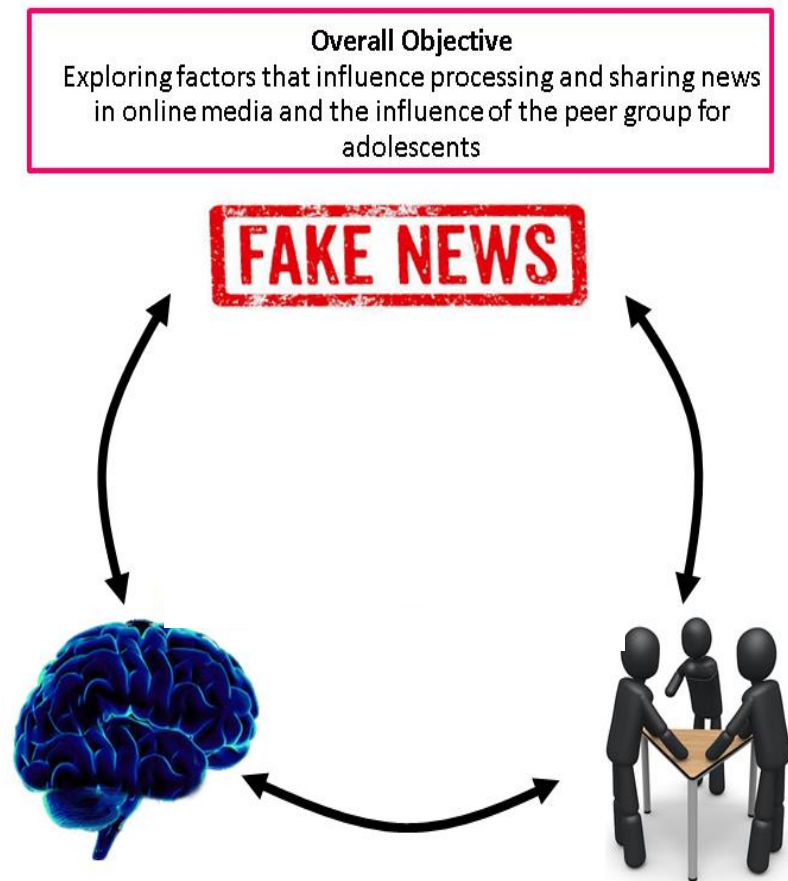 Overall Objective
Exploring factors that influence processing and sharing news
in online media and the influence of the peer group for
adolescents
FAKE NEWS